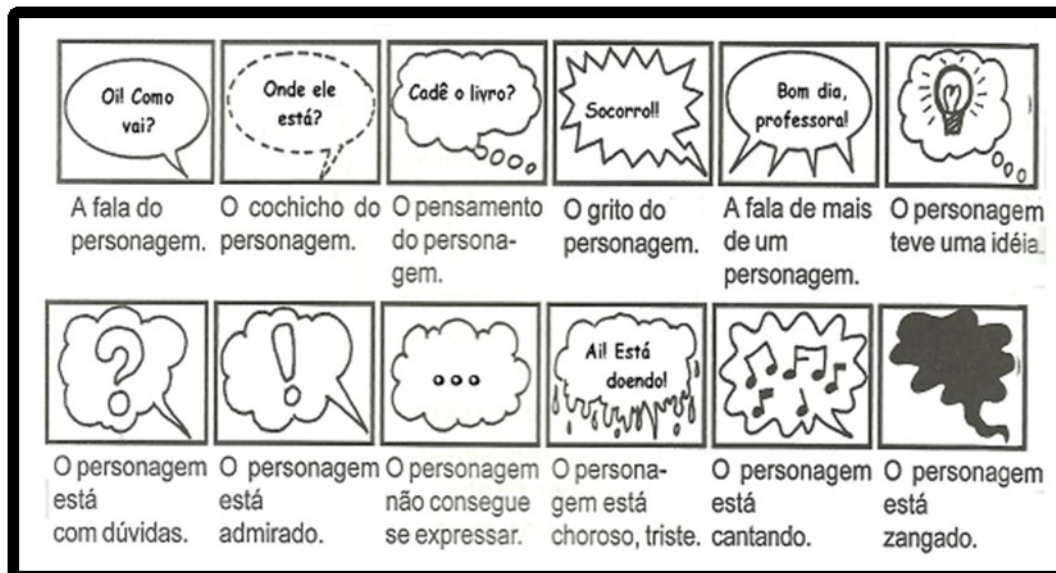 Oi! Como
vai?
Onde ele
está?
Cadê o livro?
Socorro!!
Bom dia,
professora!
A fala do
personagem.
O cochicho do
personagem.
O pensamento
do persona-
gem.
O grito do
personagem.
A fala de mais
de um
personagem.
O personagem
teve uma idéia.
?
!
...
Ai! Está
doendo!
O personagem
está
com dúvidas.
O personagem
está
admirado.
O personagem
não consegue
se expressar.
O persona-
gem está
choroso, triste.
O personagem
está
cantando.
O personagem
está
zangado.